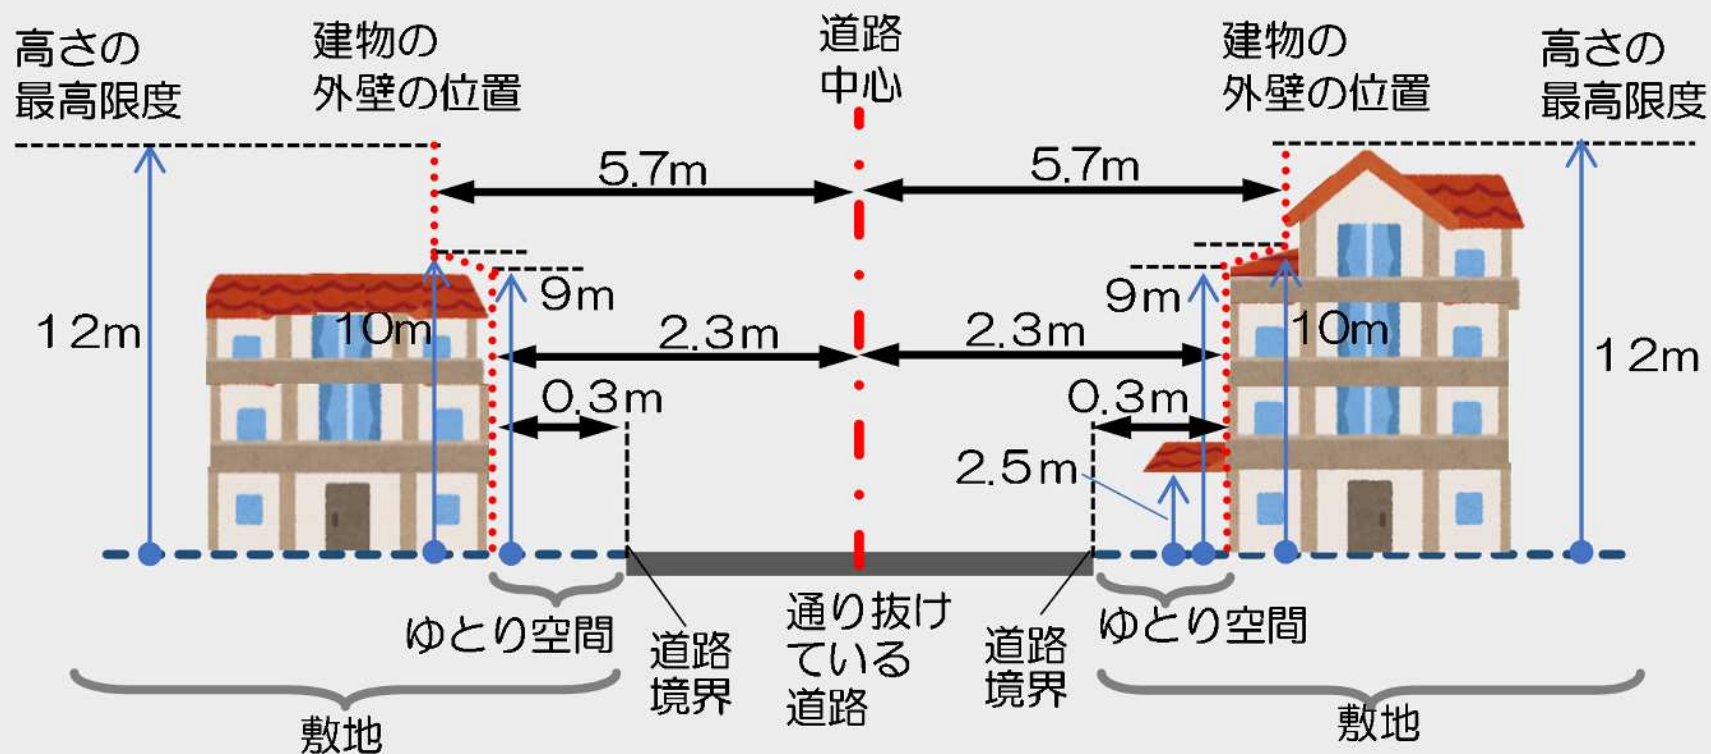 高さの
最高限度
建物の
外壁の位置
道路
中心
建物の
外壁の位置
高さの
最高限度
5.7m
5.7m
12m
10m
9m
2.3m
2.3m
9m
10m
12m
0.3m
0.3m
2.5m
ゆとり空間
道路
境界
通り抜け
ている
道路
道路
境界
ゆとり空間
敷地
敷地